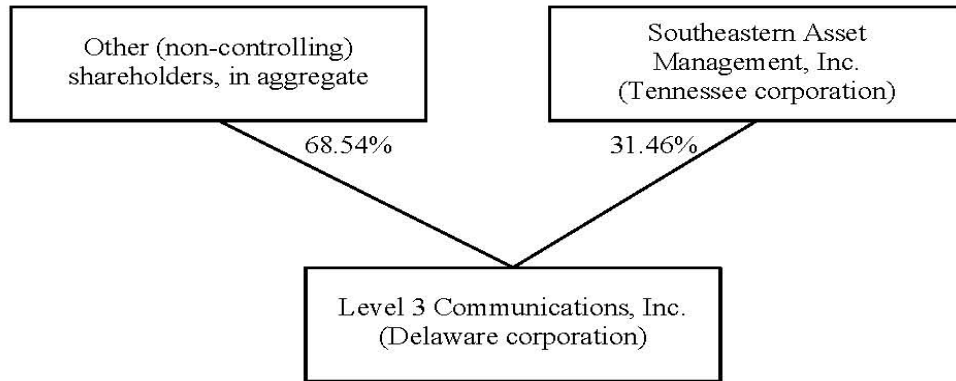 Other (non-controlling)
shareholders, in aggregate
Southeastern Asset
Management, Inc.
(Tennessee corporation)
68.54%
31.46%
Level 3 Communications, Inc.
(Delaware corporation)